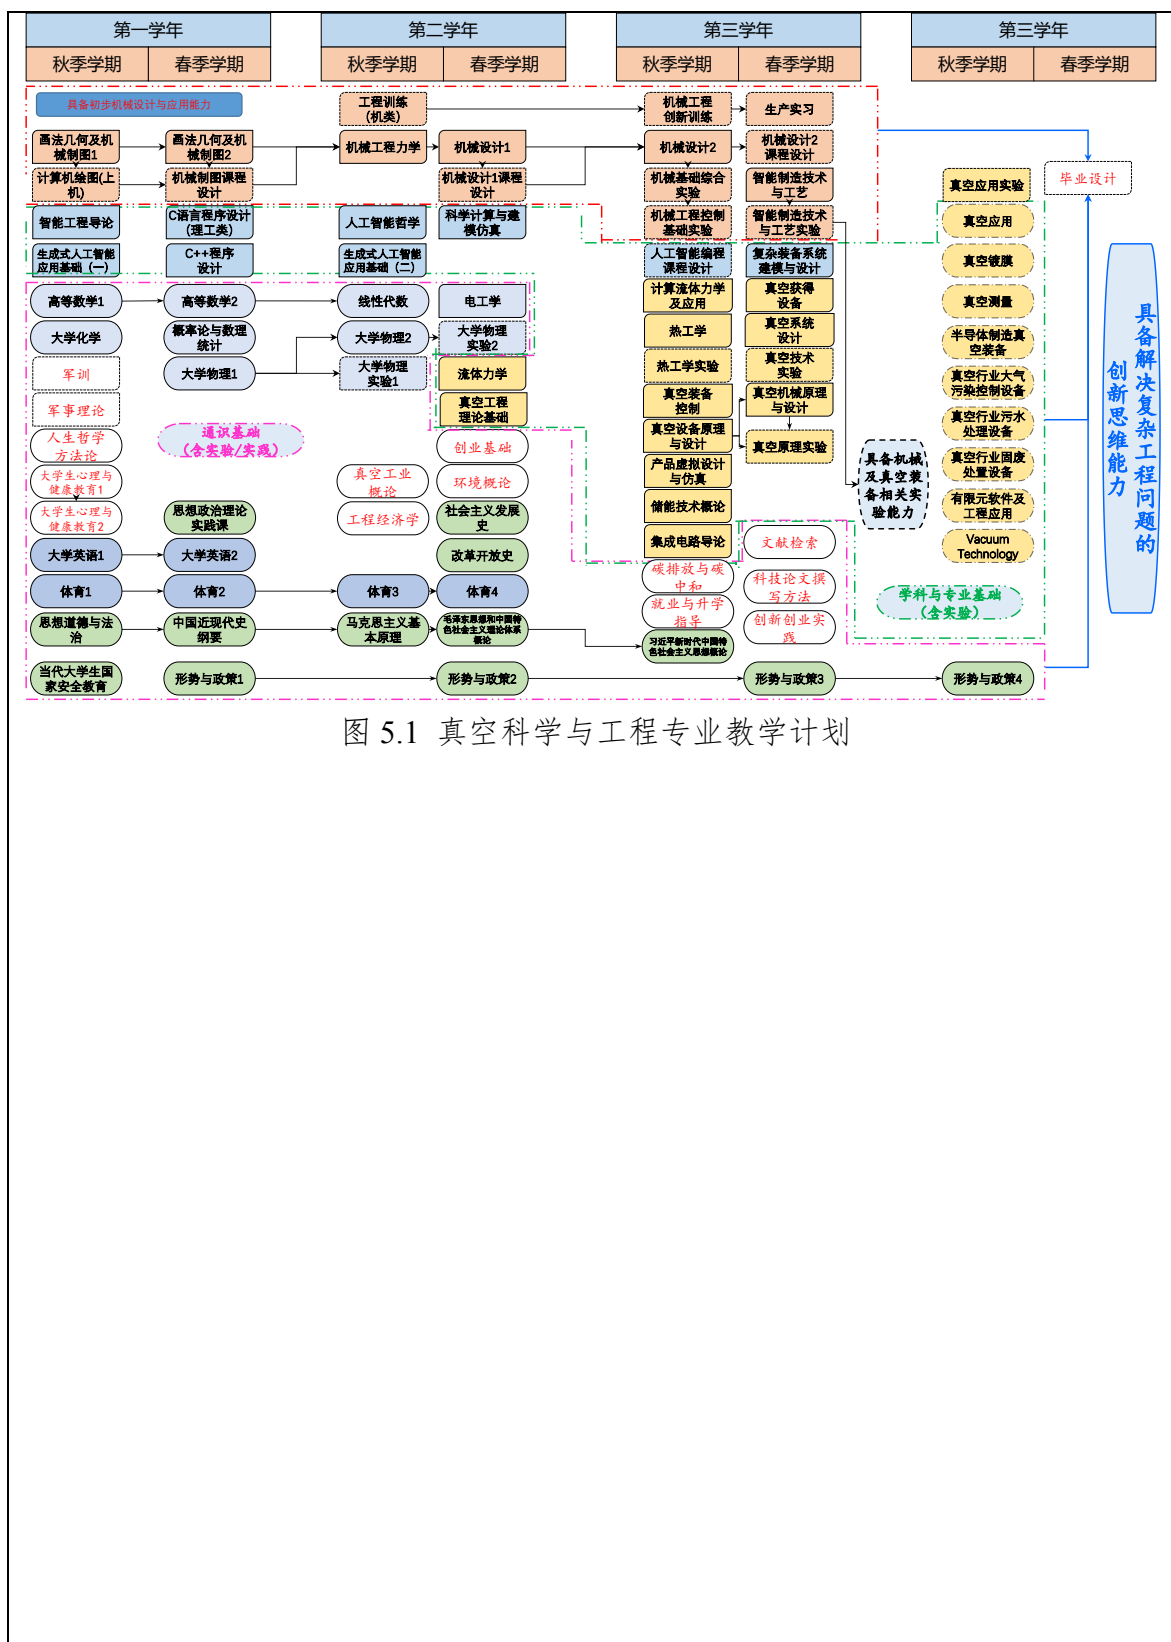 第一学年
第二学年
第三学年
第三学年
秋季学期
春季学期
秋季学期
春季学期
秋季学期
春季学期
秋季学期
春季学期
具备初步机械设计与应用能力
工程训练
（机类）
机械工程
创新训练
生产实习
画法几何及机
械制图1
画法几何及机
械制图2
机械工程力学
机械设计1
机械设计2
机械设计2
课程设计
计算机绘图(上
机)
机械制图课程
设计
机械设计1课程
设计
机械基础综合
实验
智能制造技术
与工艺
真空应用实验
毕业设计
智能工程导论
C语言程序设计
(理工类)
人工智能哲学
科学计算与建
模仿真
机械工程控制
基础实验
智能制造技术
与工艺实验
真空应用
生成式人工智能
应用基础（一）
C++程序
设计
生成式人工智能
应用基础（二）
人工智能编程
课程设计
复杂装备系统
建模与设计
真空镀膜
高等数学1
高等数学2
线性代数
电工学
计算流体力学
及应用
真空获得
设备
真空测量
大学化学
概率论与数理
统计
大学物理2
大学物理
实验2
热工学
真空系统
设计
半导体制造真
空装备
军训
大学物理1
大学物理
实验1
流体力学
热工学实验
真空技术
实验
真空行业大气
污染控制设备
军事理论
真空工程
理论基础
真空装备
控制
真空机械原理
与设计
真空行业污水
处理设备
人生哲学
方法论
通识基础
（含实验/实践）
创业基础
真空设备原理
与设计
真空原理实验
真空行业固废
处置设备
大学生心理与
健康教育1
真空工业
概论
环境概论
产品虚拟设计
与仿真
具备机械
及真空装
备相关实
验能力
有限元软件及
工程应用
大学生心理与
健康教育2
思想政治理论
实践课
工程经济学
社会主义发展
史
储能技术概论
大学英语1
大学英语2
改革开放史
集成电路导论
文献检索
Vacuum
Technology
体育1
体育2
体育3
体育4
碳排放与碳
中和
科技论文撰
写方法
学科与专业基础
（含实验）
思想道德与法
治
中国近现代史
纲要
马克思主义基
本原理
毛泽东思想和中国特
色社会主义理论体系
概论
就业与升学
指导
创新创业实
践
习近平新时代中国特
色社会主义思想概论
当代大学生国
家安全教育
形势与政策1
形势与政策2
形势与政策3
形势与政策4
具备解决复杂工程问题的
创新思维能力
图 5.1 真空科学与工程专业教学计划